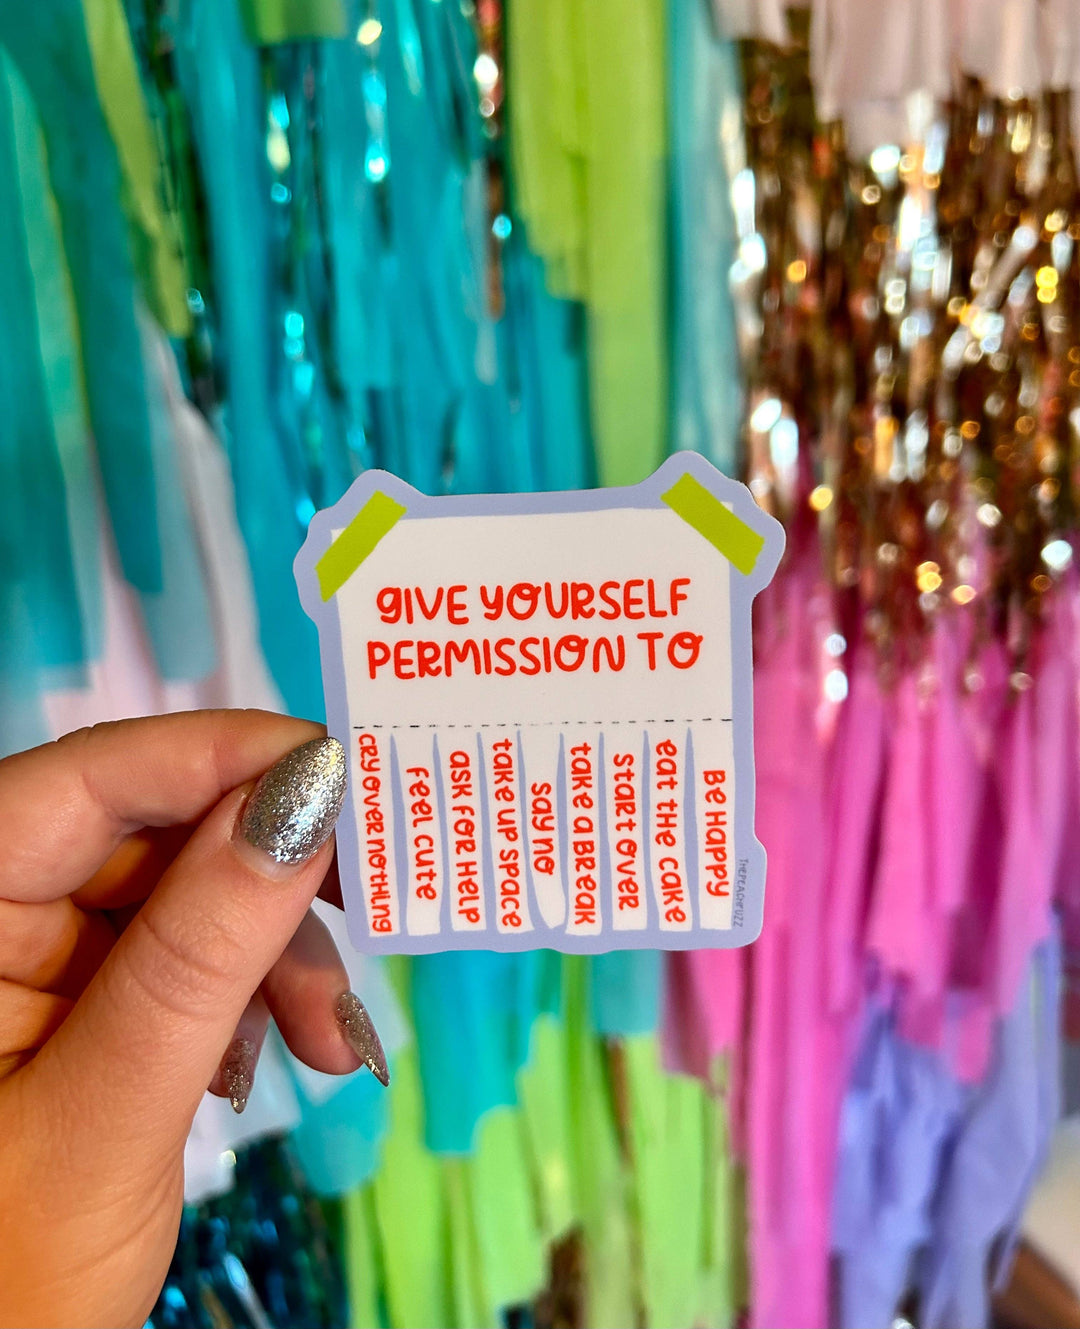 gIVE YOURSELF
PERMISSION TO
cry over nothing
Feel cute
ask for Help
take up space
say no
take a Break
start over
eat the cake
Be Happy
THEPEACHFUZZ